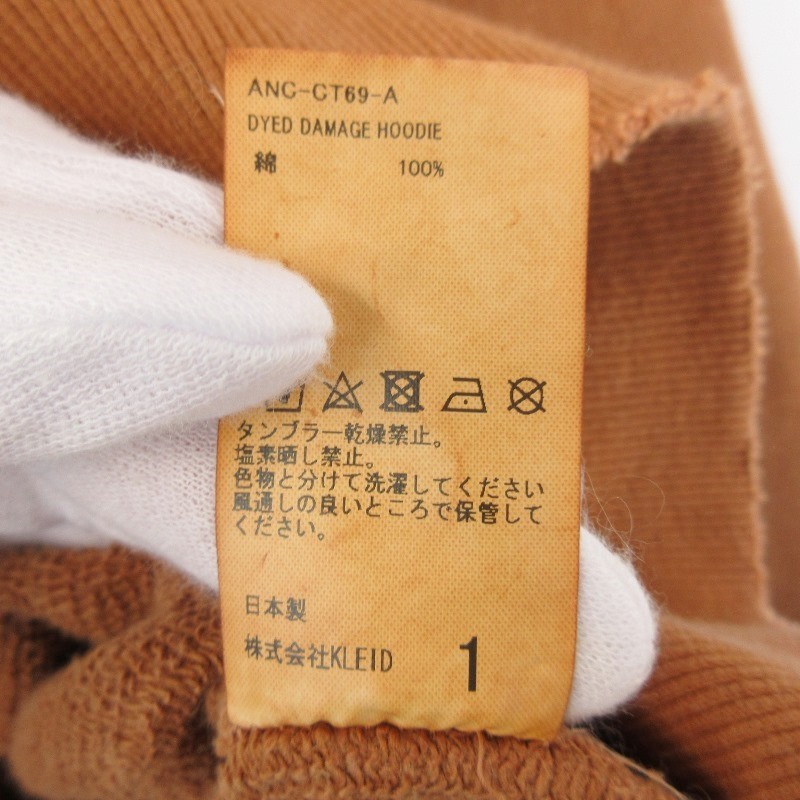 ANC-CT69-A
DYED DAMAGE HOODIE
綿 100%
タンブラー乾燥禁止。
塩素晒し禁止。
色物と分けて洗濯してください
風通しの良いところで保管して
ください。
日本製
株式会社KLEID 1